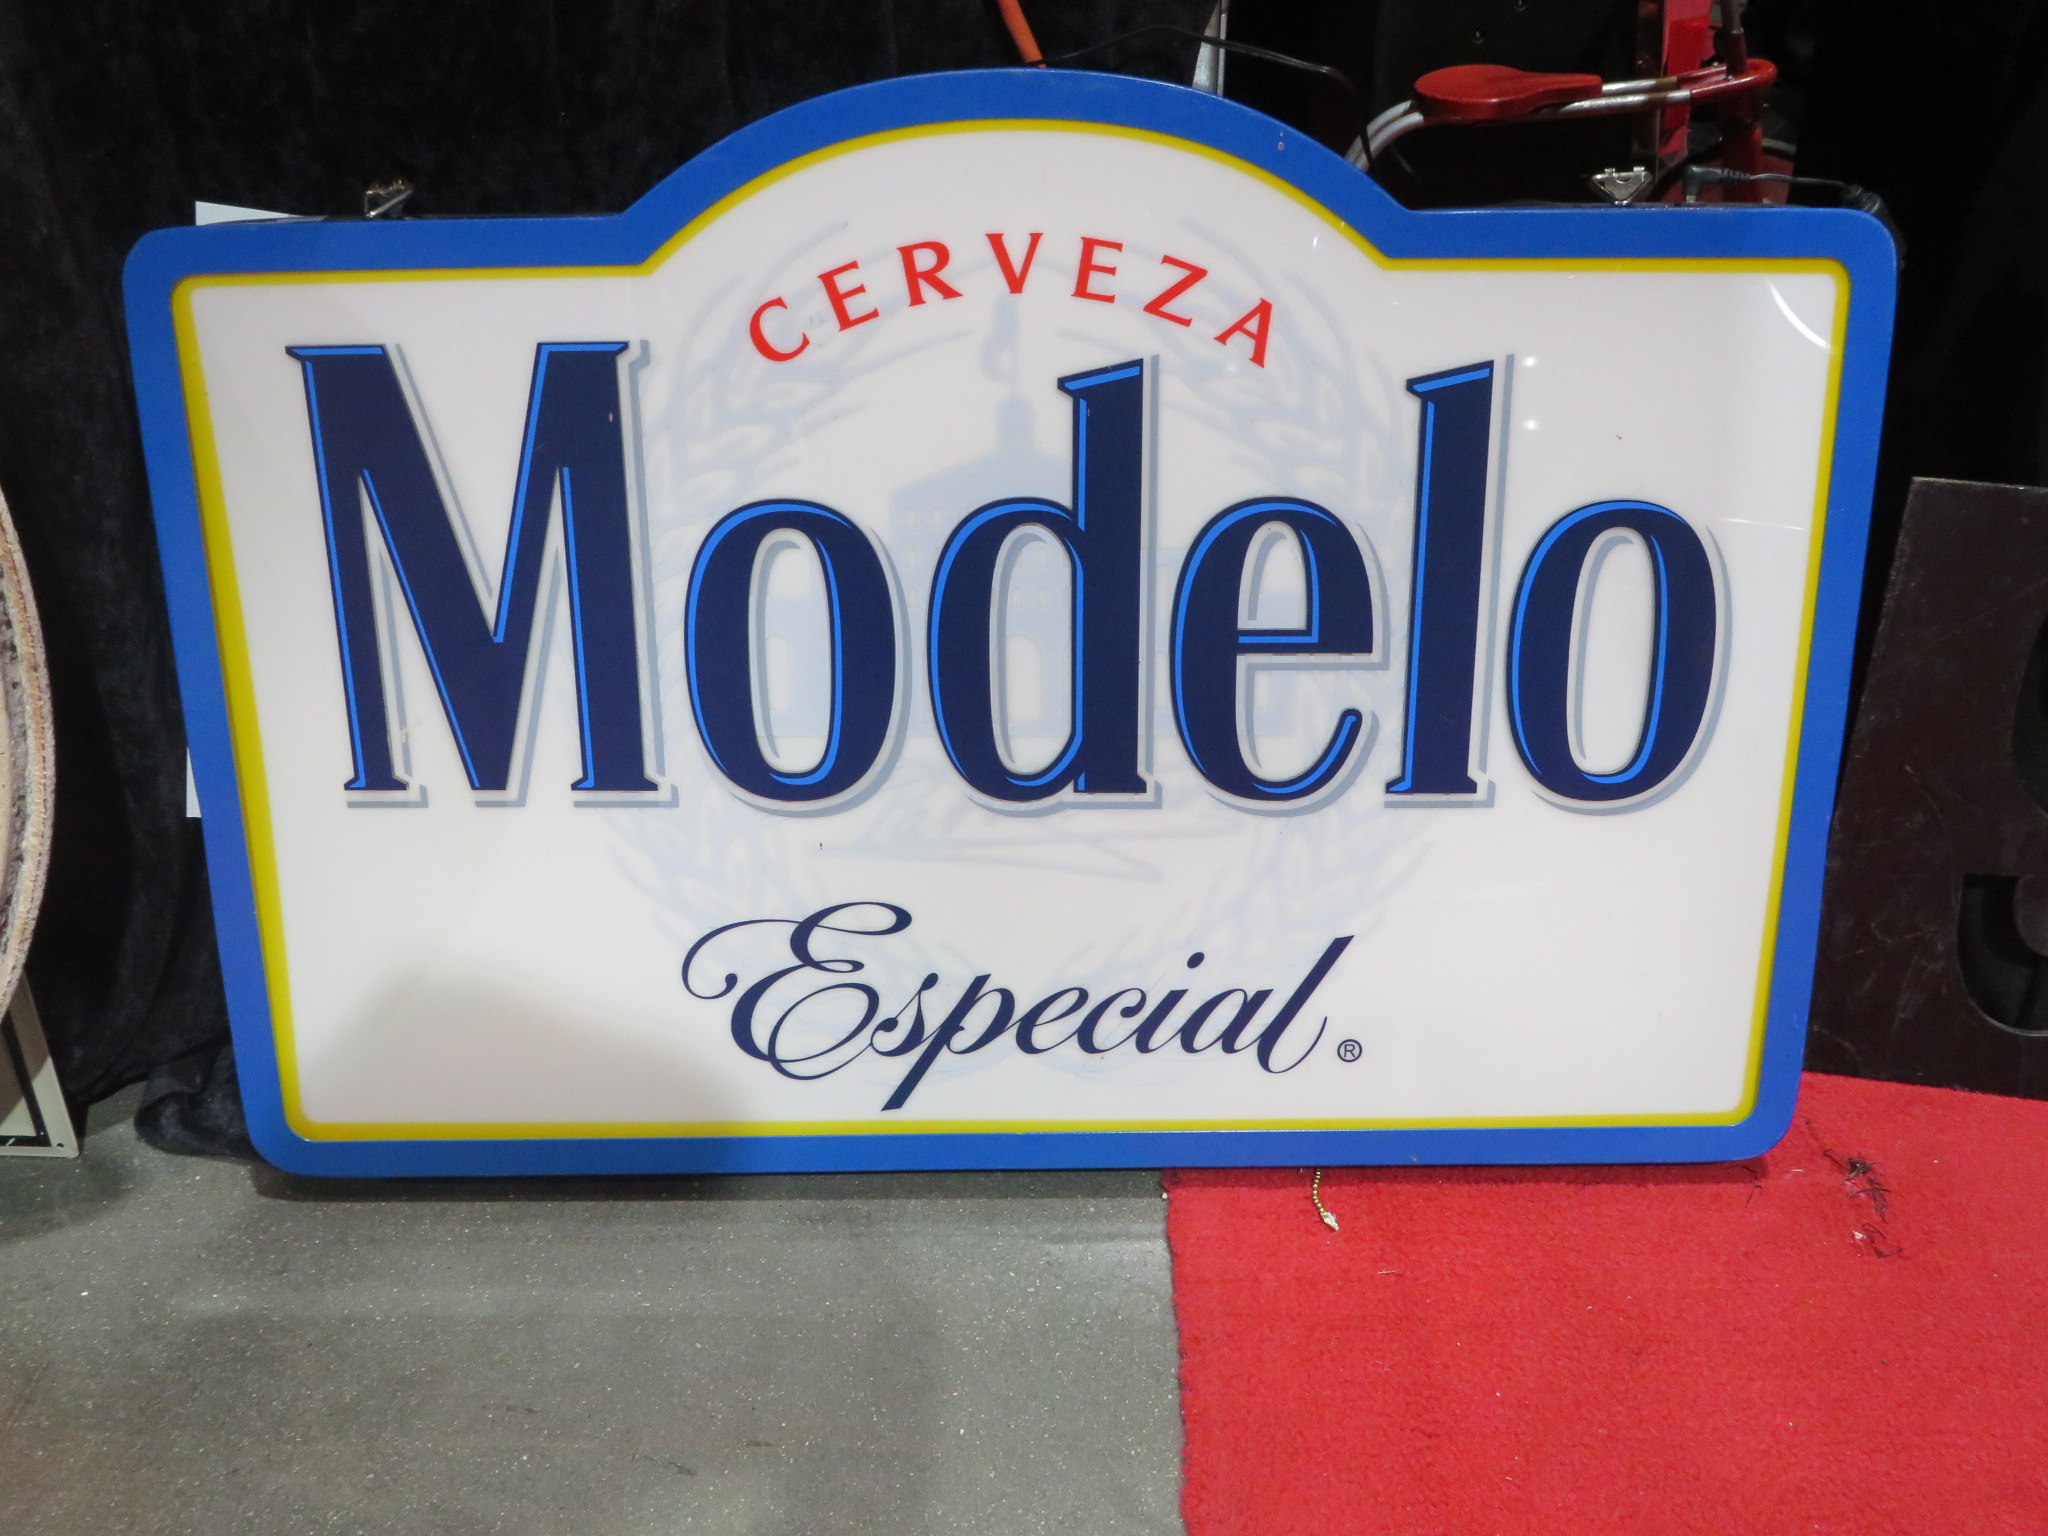 CERVEZA
Modelo
Especial ®